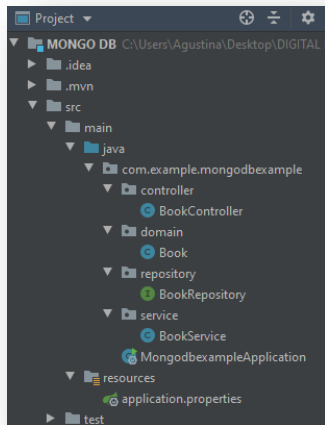 Project
MONGO DB C:\Users\Agustina\Desktop\DIGITAL
.idea
.mvn
src
main
java
com.example.mongodbexample
controller
BookController
domain
Book
repository
BookRepository
service
BookService
MongodbexampleApplication
resources
application.properties
test